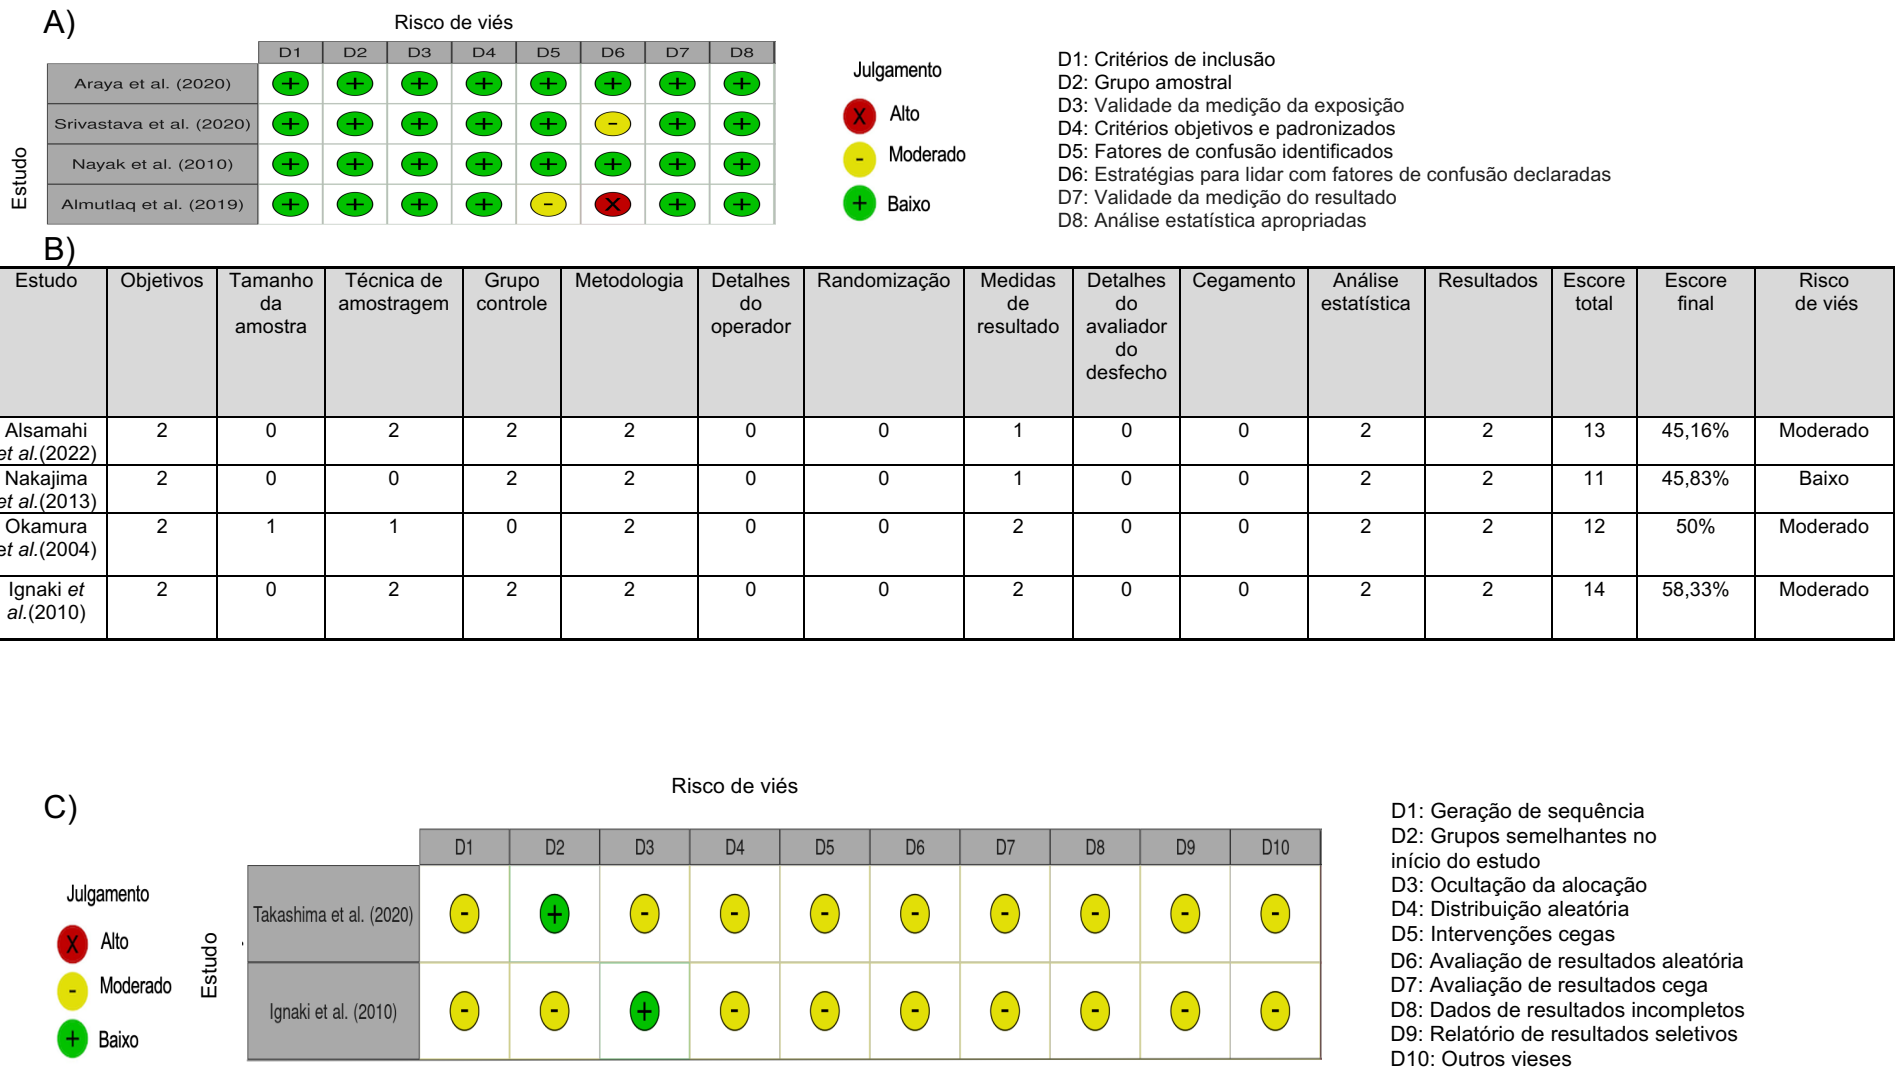 A)
Risco de viés
D1 D2 D3 D4 D5 D6 D7 D8
Araya et al. (2020) + + + + + + + +
Srivastava et al. (2020) + + + + + - + +
Nayak et al. (2010) + + + + + + + +
Almutlaq et al. (2019) + + + + - X + +
Estudo
Julgamento
X Alto
- Moderado
+ Baixo
D1: Critérios de inclusão
D2: Grupo amostral
D3: Validade da medição da exposição
D4: Critérios objetivos e padronizados
D5: Fatores de confusão identificados
D6: Estratégias para lidar com fatores de confusão declaradas
D7: Validade da medição do resultado
D8: Análise estatística apropriadas
B)
Estudo Objetivos Tamanho da amostra Técnica de amostragem Grupo controle Metodologia Detalhes do operador Randomização Medidas de resultado Detalhes do avaliador do desfecho Cegamento Análise estatística Resultados Escore total Escore final Risco de viés
Alsamahi et al.(2022) 2 0 2 2 2 0 0 1 0 0 2 2 13 45,16% Moderado
Nakajima et al.(2013) 2 0 0 2 2 0 0 1 0 0 2 2 11 45,83% Baixo
Okamura et al.(2004) 2 1 1 0 2 0 0 2 0 0 2 2 12 50% Moderado
Ignaki et al.(2010) 2 0 2 2 2 0 0 2 0 0 2 2 14 58,33% Moderado
C)
Risco de viés
D1 D2 D3 D4 D5 D6 D7 D8 D9 D10
Takashima et al. (2020) - + - - - - - - - -
Ignaki et al. (2010) - - + - - - - - - -
Estudo
Julgamento
X Alto
- Moderado
+ Baixo
D1: Geração de sequência
D2: Grupos semelhantes no
início do estudo
D3: Ocultação da alocação
D4: Distribuição aleatória
D5: Intervenções cegas
D6: Avaliação de resultados aleatória
D7: Avaliação de resultados cega
D8: Dados de resultados incompletos
D9: Relatório de resultados seletivos
D10: Outros vieses